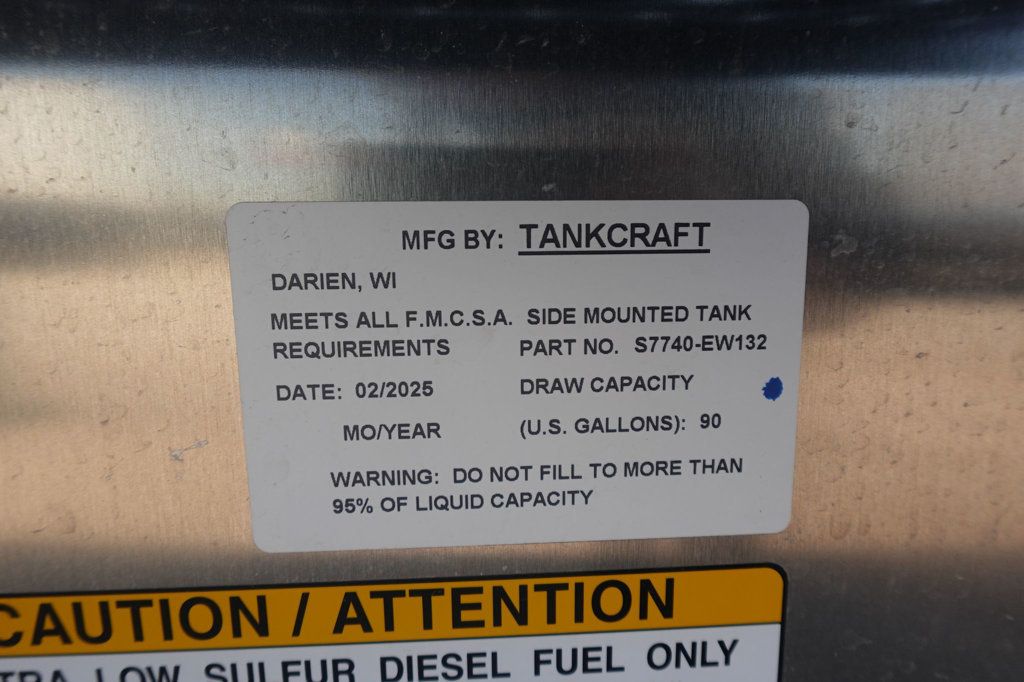 MFG BY: TANKCRAFT
DARIEN, WI
MEETS ALL F.M.C.S.A. SIDE MOUNTED TANK
REQUIREMENTS PART NO. S7740-EW132
DATE: 02/2025 DRAW CAPACITY
MO/YEAR (U.S. GALLONS): 90
WARNING: DO NOT FILL TO MORE THAN
95% OF LIQUID CAPACITY
CAUTION / ATTENTION
TRA LOW SULFUR DIESEL FUEL ONLY